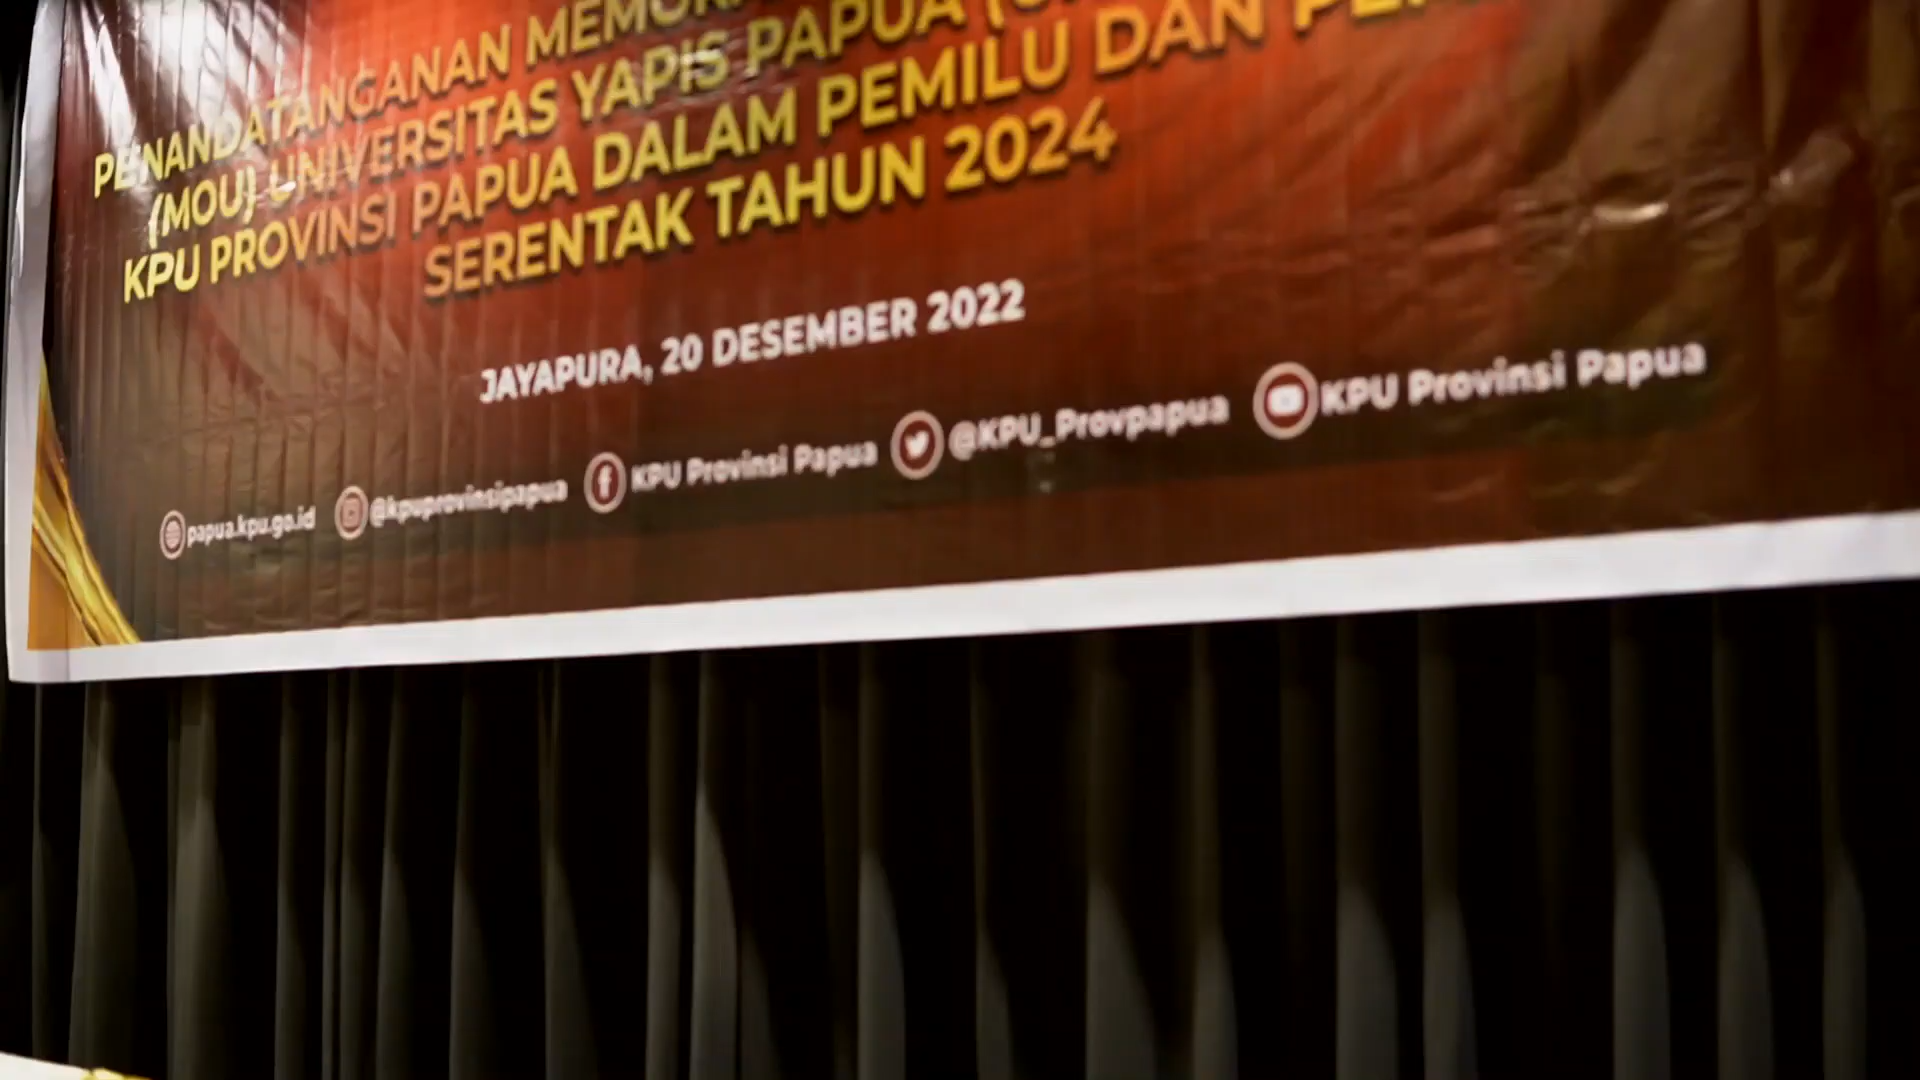 PENANDATANGANAN
(MOU) UNIVERSITAS YAPIS PAPUA
KPU PROVINSI PAPUA DALAM PEMILU DAN
SERENTAK TAHUN 2024
JAYAPURA, 20 DESEMBER 2022
papua.kpu.go.id @kpuprovinsipapua KPU Provinsi Papua @KPU_Provpapua KPU Provinsi Papua